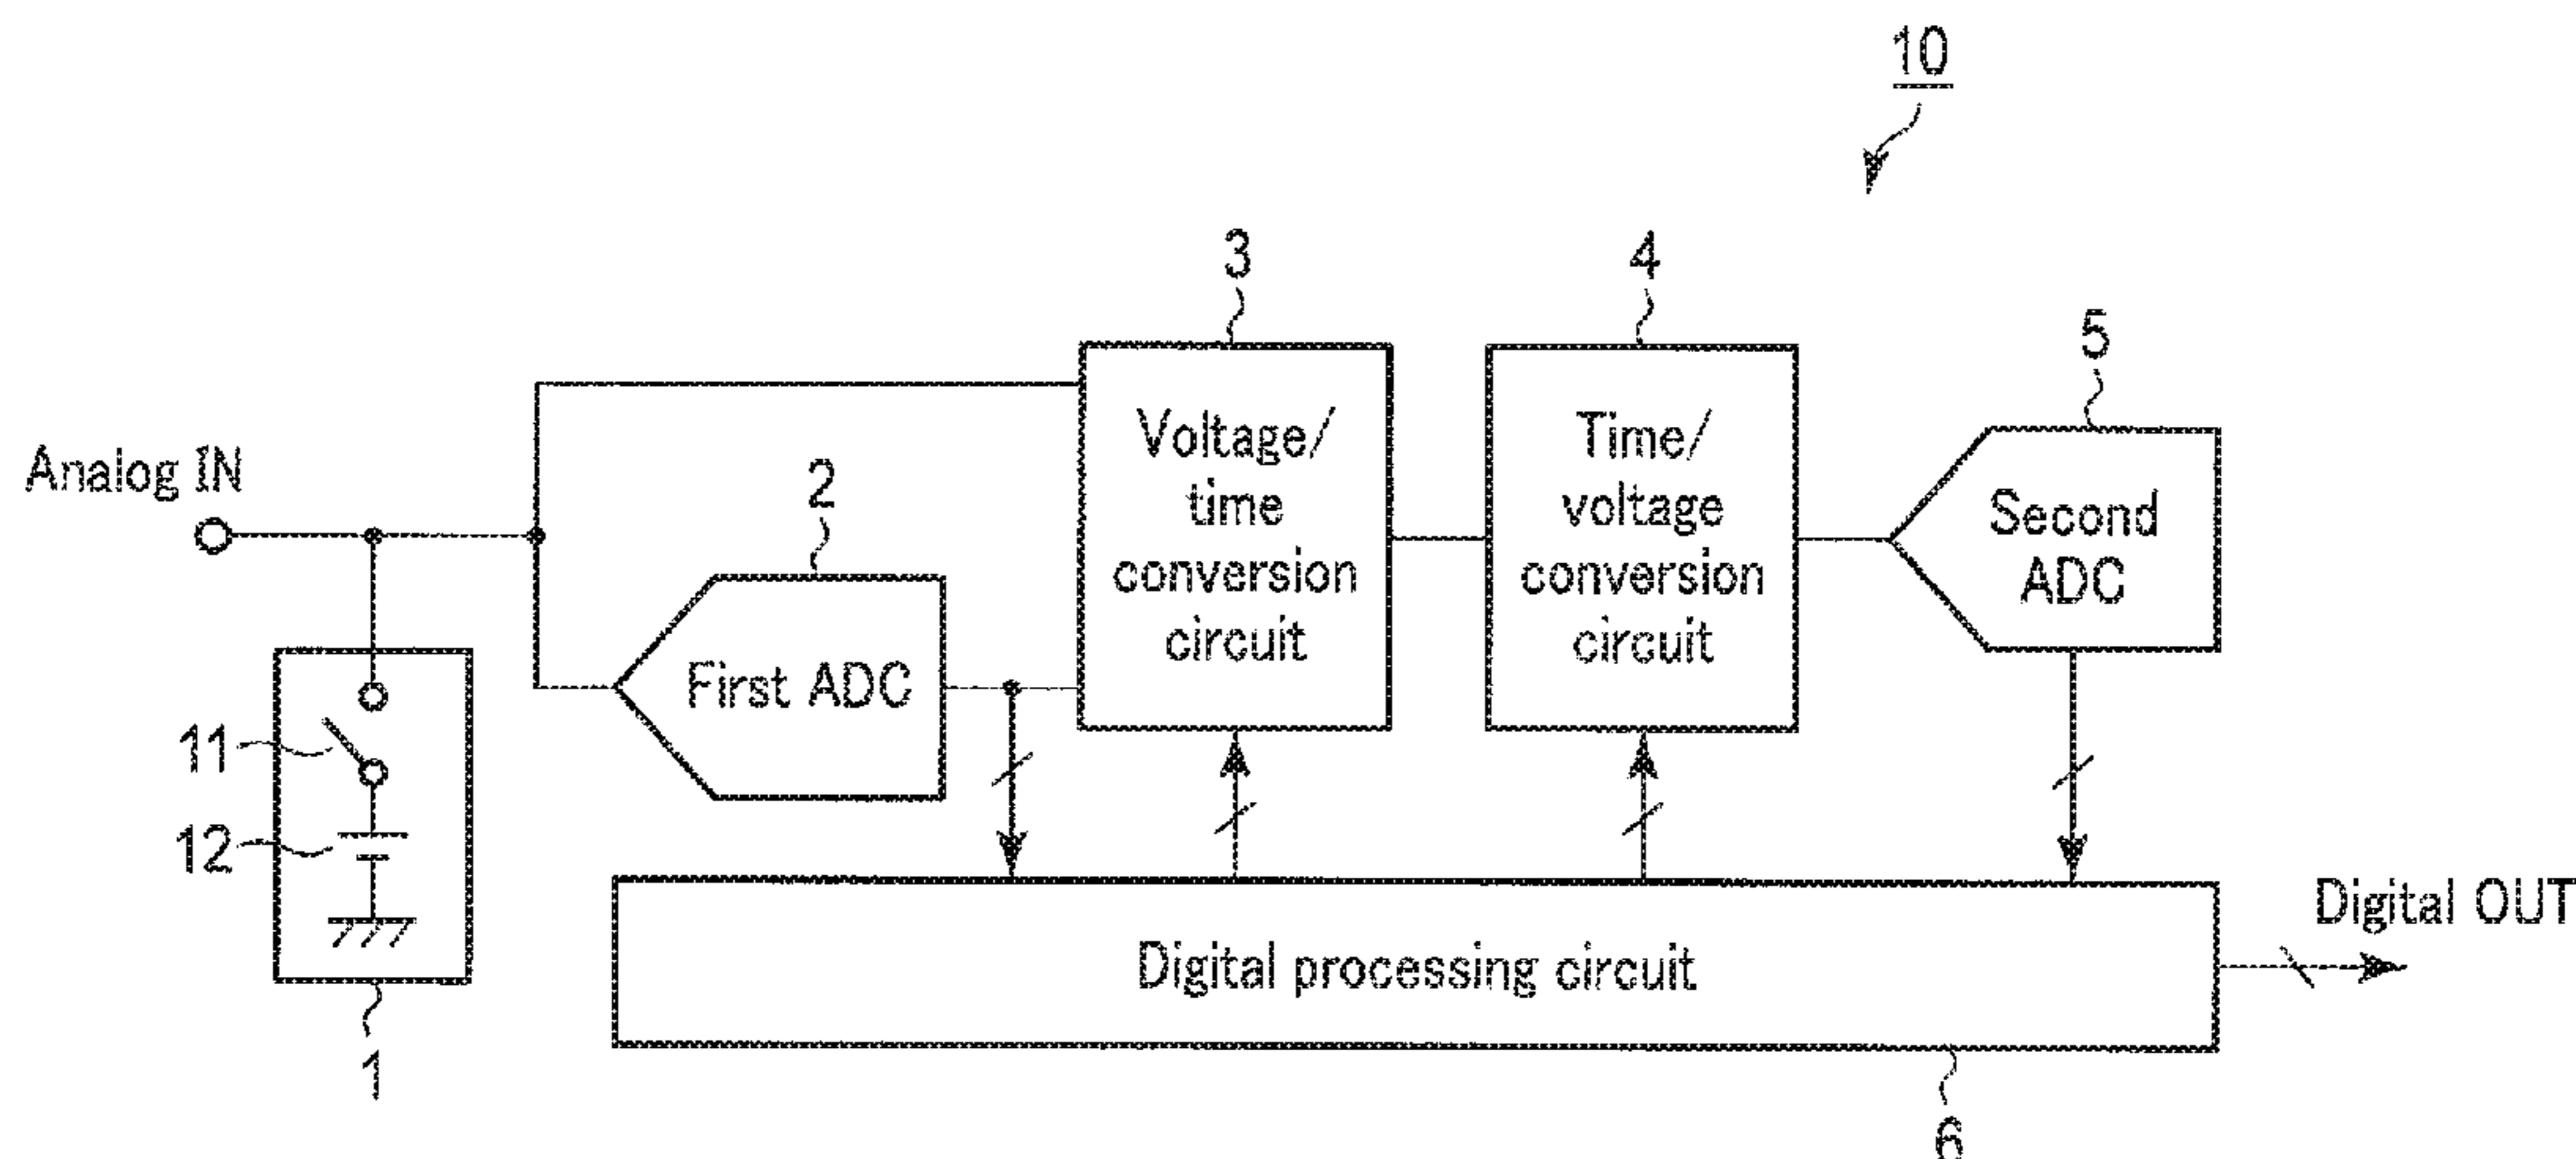 10
3
4
5
Analog IN
2
Voltage/
time
conversion
circuit
Time/
voltage
conversion
circuit
Second
ADC
First ADC
11
12
Digital OUT
Digital processing circuit
1
6